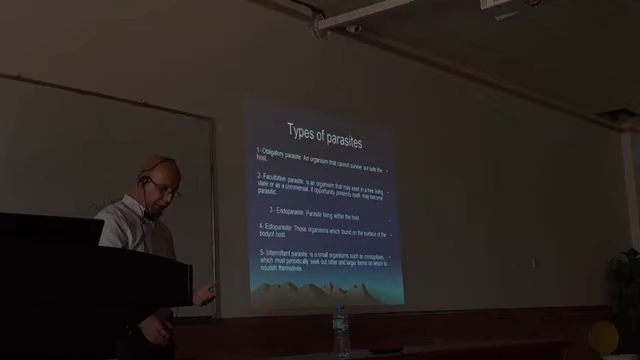 Types of parasites
1- Obligatory parasite: An organism that cannot survive out side the
host.
2- Facultative parasite: is an organism that may exist in a free living
state or as a commensal, if opportunity presents itself, may become
parasitic.
3 - Endoparasite: Parasite living within the host
4- Ectoparasite: Those organisms which found on the surface of the
bodyof host.
5- Intermittent parasite: is a small organisms such as mosquitoes,
which must periodically seek out other and larger forms on which to
nourish themselves.